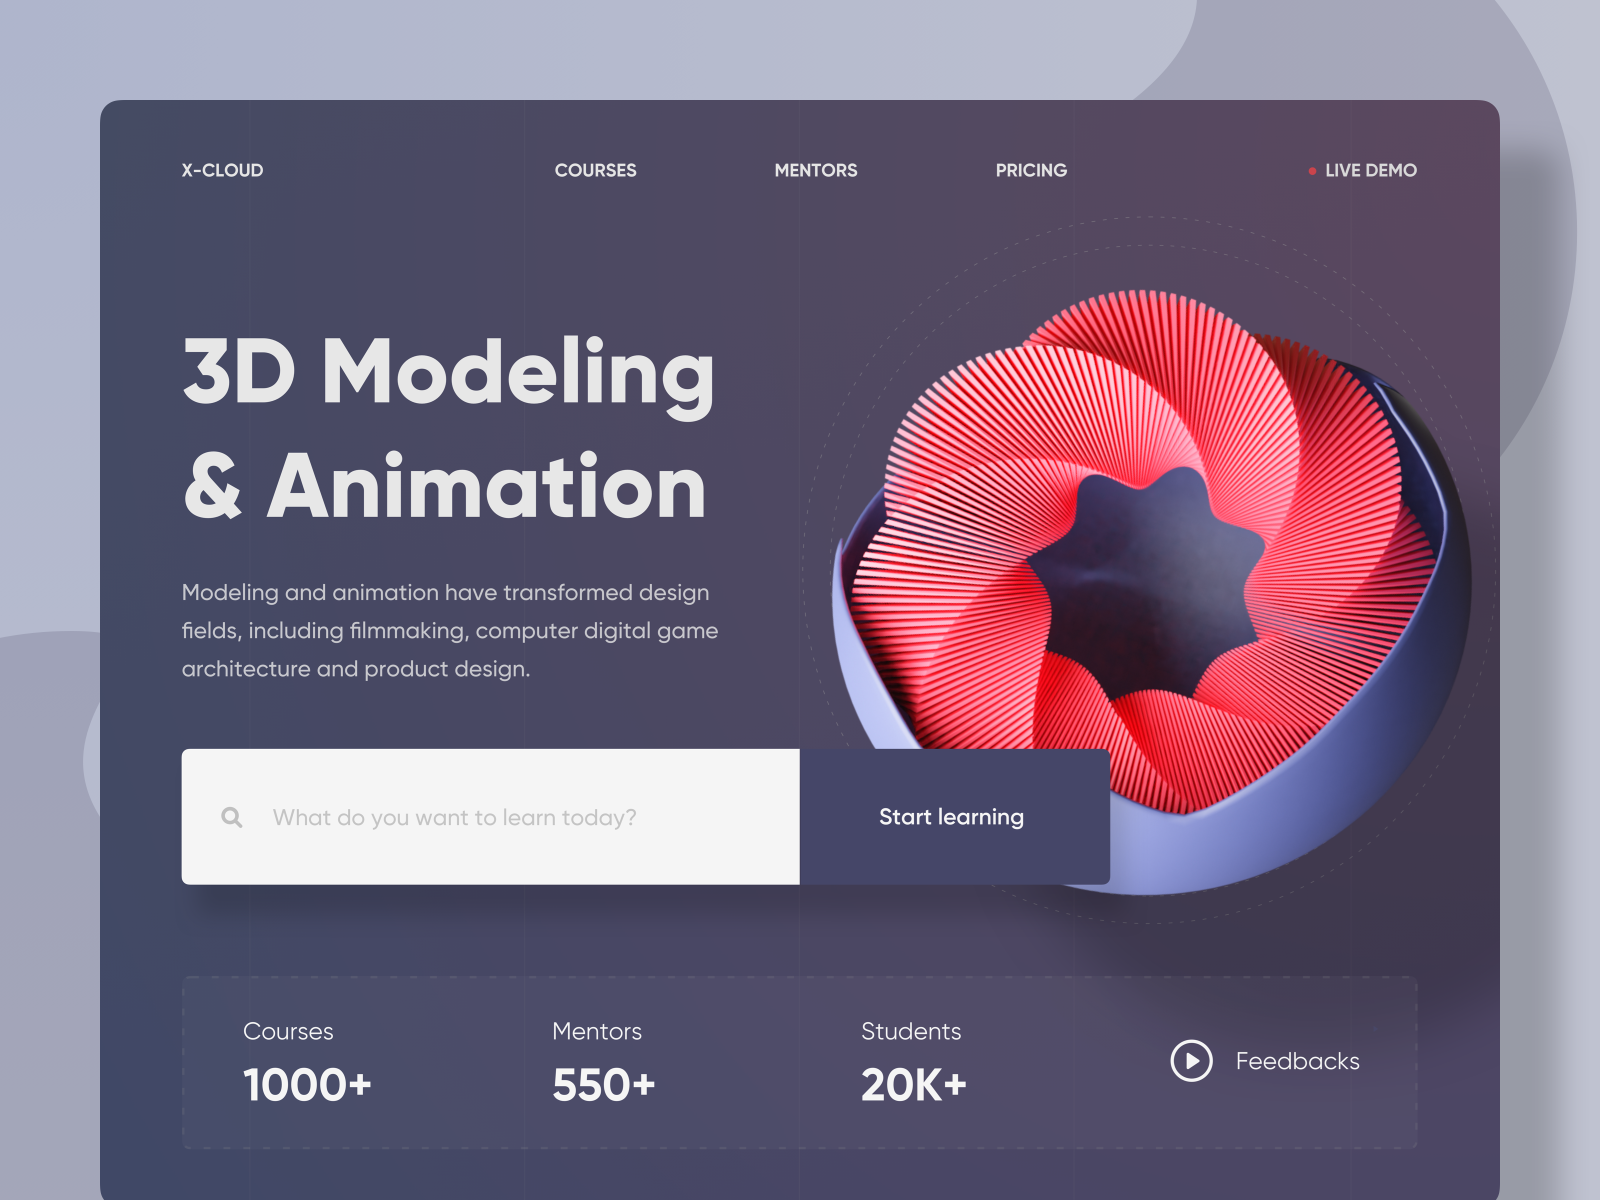 X-CLOUD COURSES MENTORS PRICING LIVE DEMO
3D Modeling
& Animation
Modeling and animation have transformed design
fields, including filmmaking, computer digital game
architecture and product design.
What do you want to learn today? Start learning
Courses Mentors Students
1000+ 550+ 20K+
Feedbacks